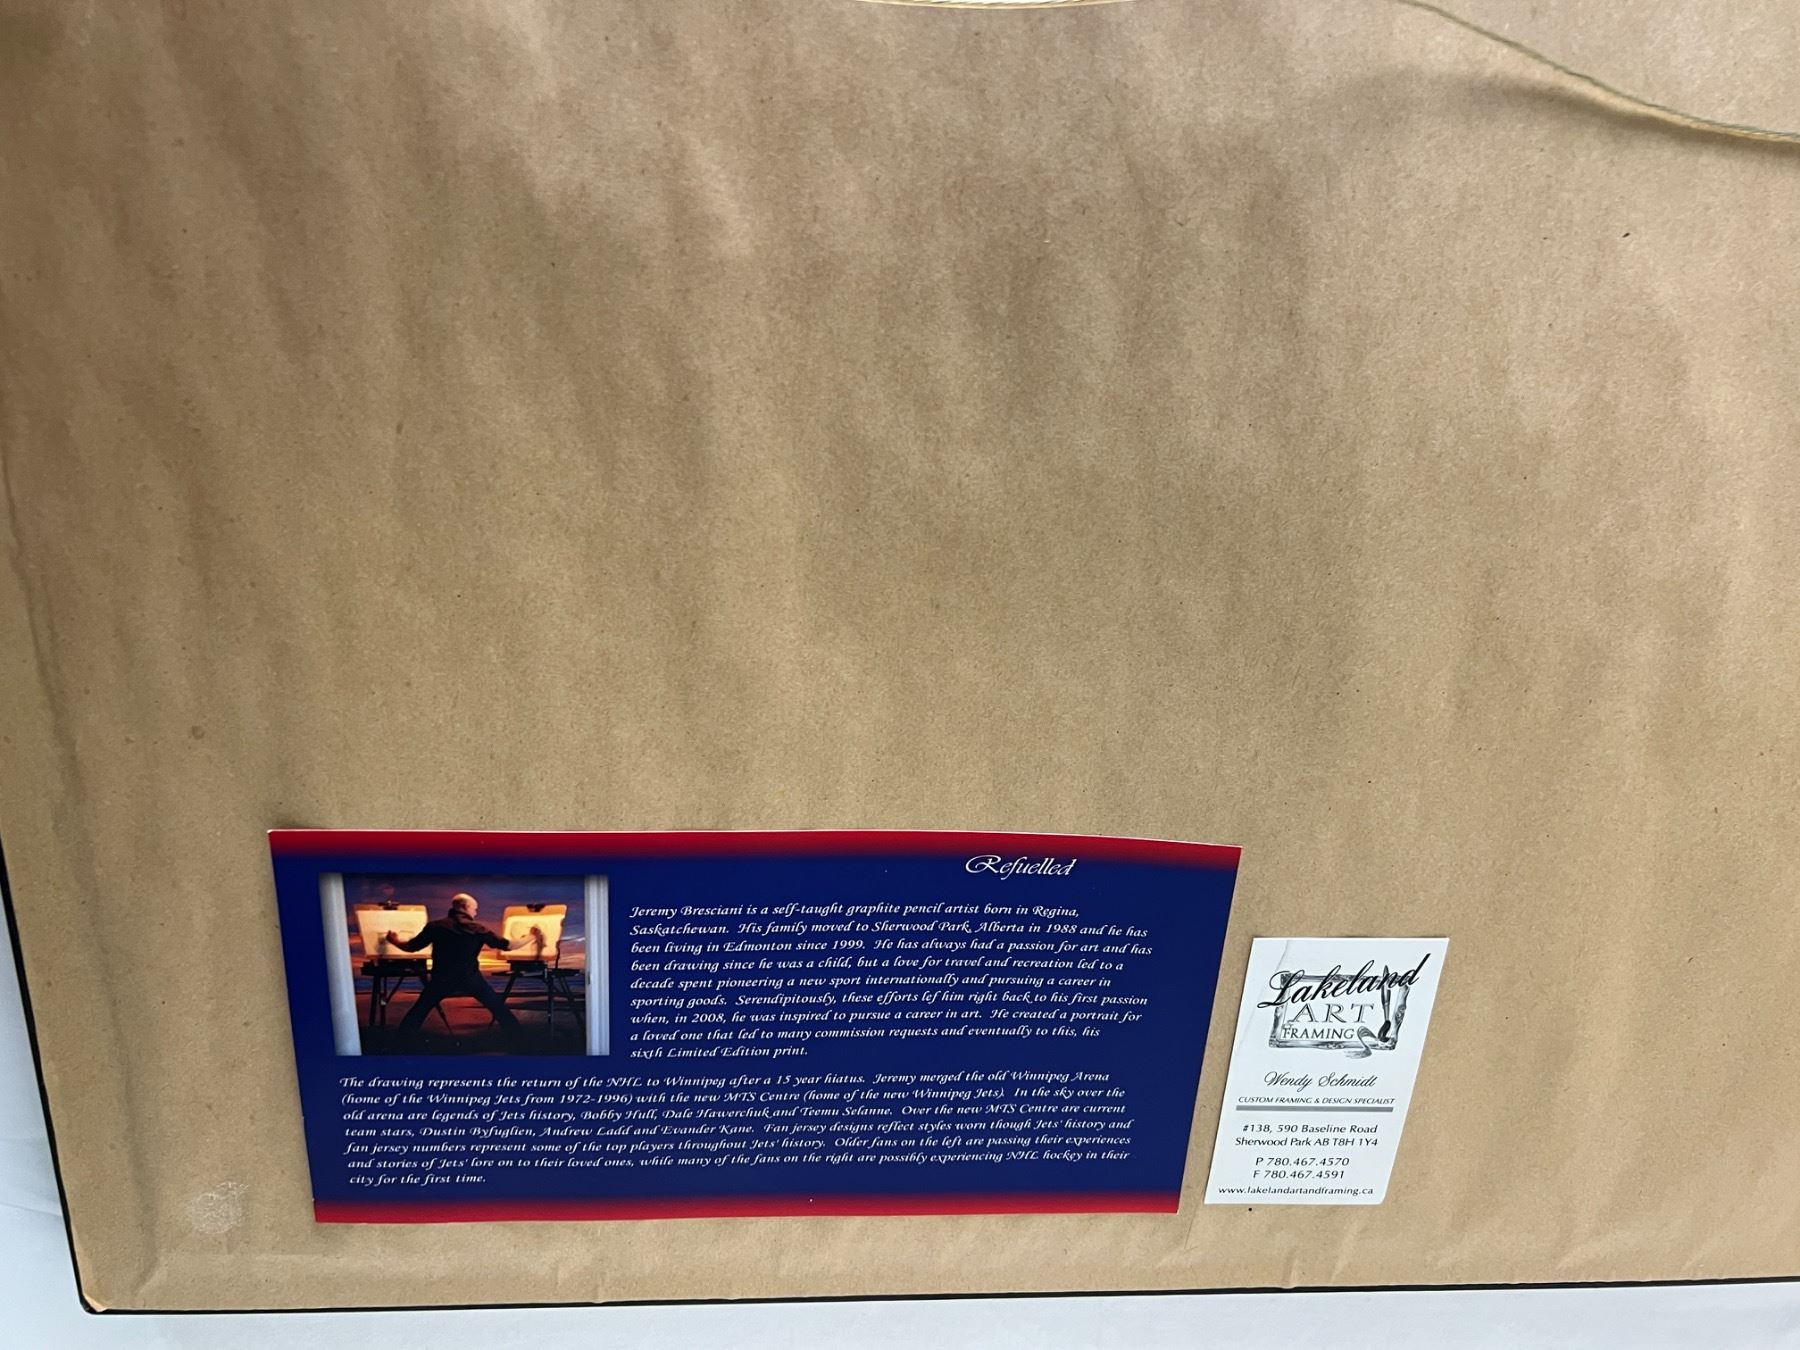 Refuelled
Jeremy Bresciani is a self-taught graphite pencil artist born in Regina,
Saskatchewan. His family moved to Sherwood Park, Alberta in 1988 and he has
been living in Edmonton since 1999. He has always had a passion for art and has
been drawing since he was a child, but a love for travel and recreation led to a
decade spent pioneering a new sport internationally and pursuing a career in
sporting goods. Serendipitously, these efforts lef him right back to his first passion
when, in 2008, he was inspired to pursue a career in art. He created a portrait for
a loved one that led to many commission requests and eventually to this, his
sixth Limited Edition print.
The drawing represents the return of the NHL to Winnipeg after a 15 year hiatus. Jeremy merged the old Winnipeg Arena
(home of the Winnipeg Jets from 1972-1996) with the new MTS Centre (home of the new Winnipeg Jets). In the sky over the
old arena are legends of Jets history, Bobby Hull, Dale Hawerchuk and Teemu Selanne. Over the new MTS Centre are current
team stars, Dustin Byfuglien, Andrew Ladd and Evander Kane. Fan jersey designs reflect styles worn though Jets' history and
fan jersey numbers represent some of the top players throughout Jets' history. Older fans on the left are passing their experiences
and stories of Jets' lore on to their loved ones, while many of the fans on the right are possibly experiencing NHL hockey in their
city for the first time.
Lakeland
ART
FRAMING
Wendy Schmidt
CUSTOM FRAMING & DESIGN SPECIALIST
#138, 590 Baseline Road
Sherwood Park AB T8H 1Y4
P 780.467.4570
F 780.467.4591
www.lakelandartandframing.ca